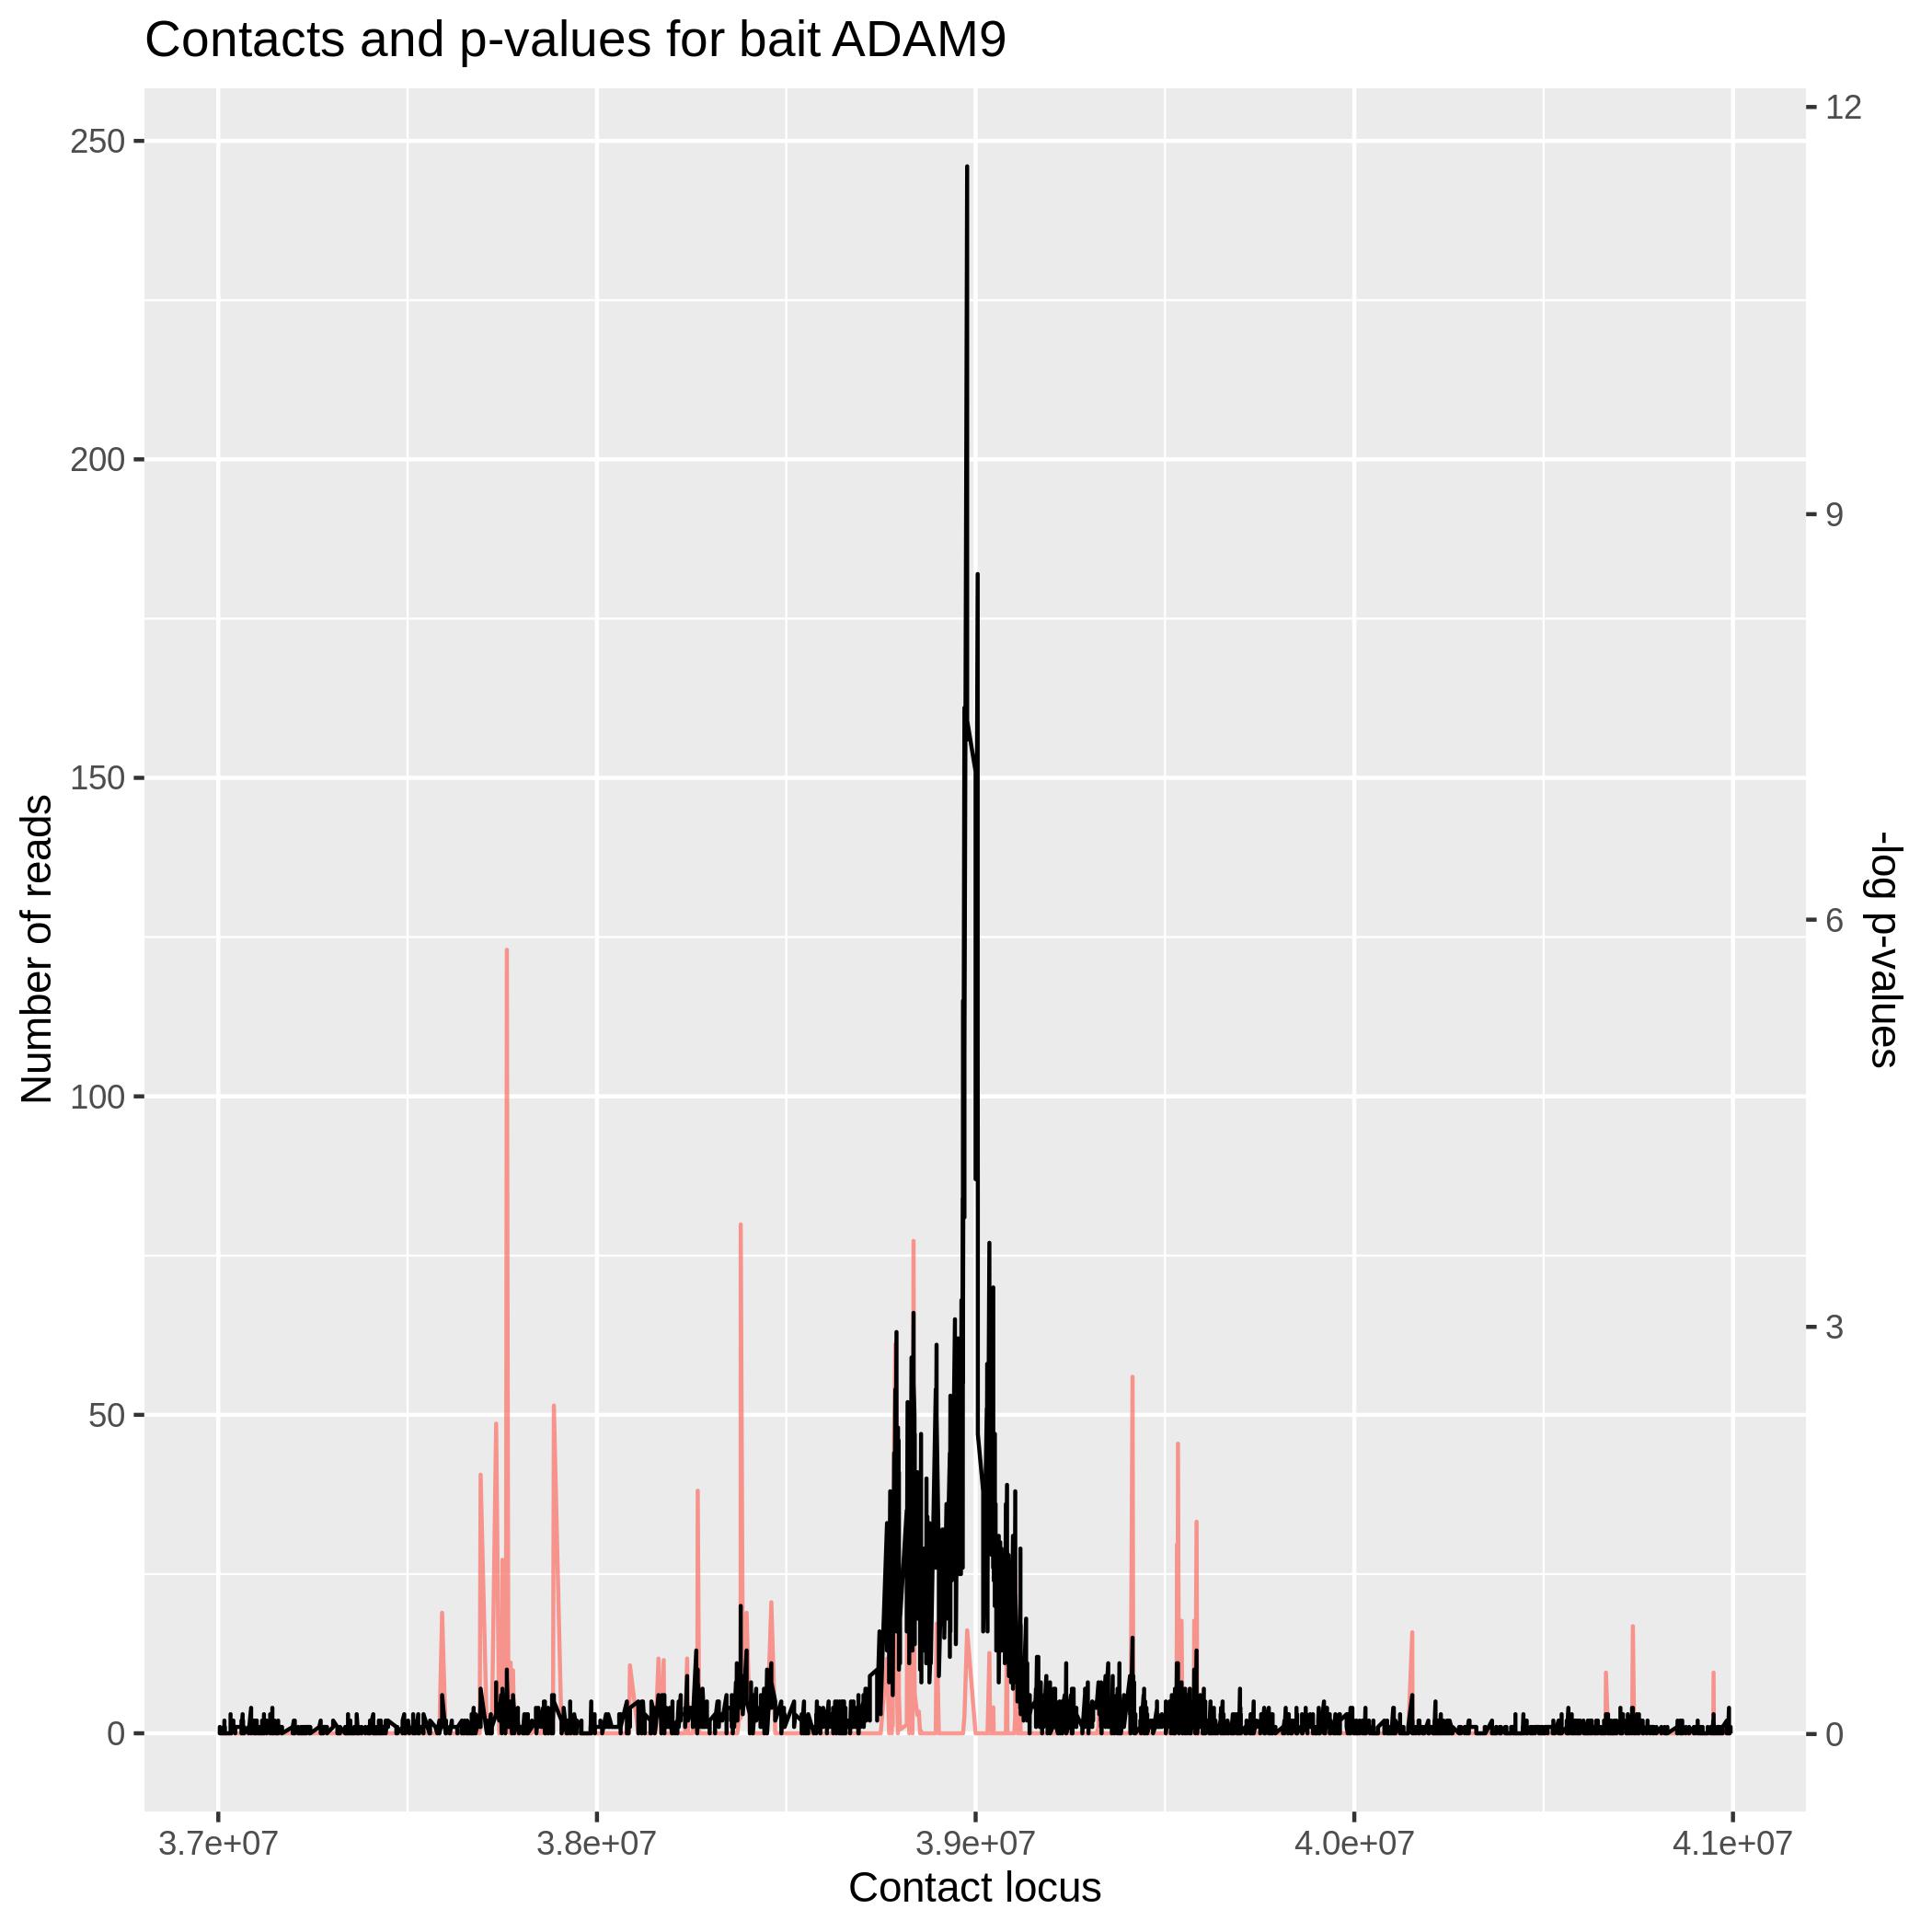 Contacts and p-values for bait ADAM9
250
200
150
100
50
0
12
9
6
3
0
Number of reads
-log p-values
3.7e+07
3.8e+07
3.9e+07
4.0e+07
4.1e+07
Contact locus